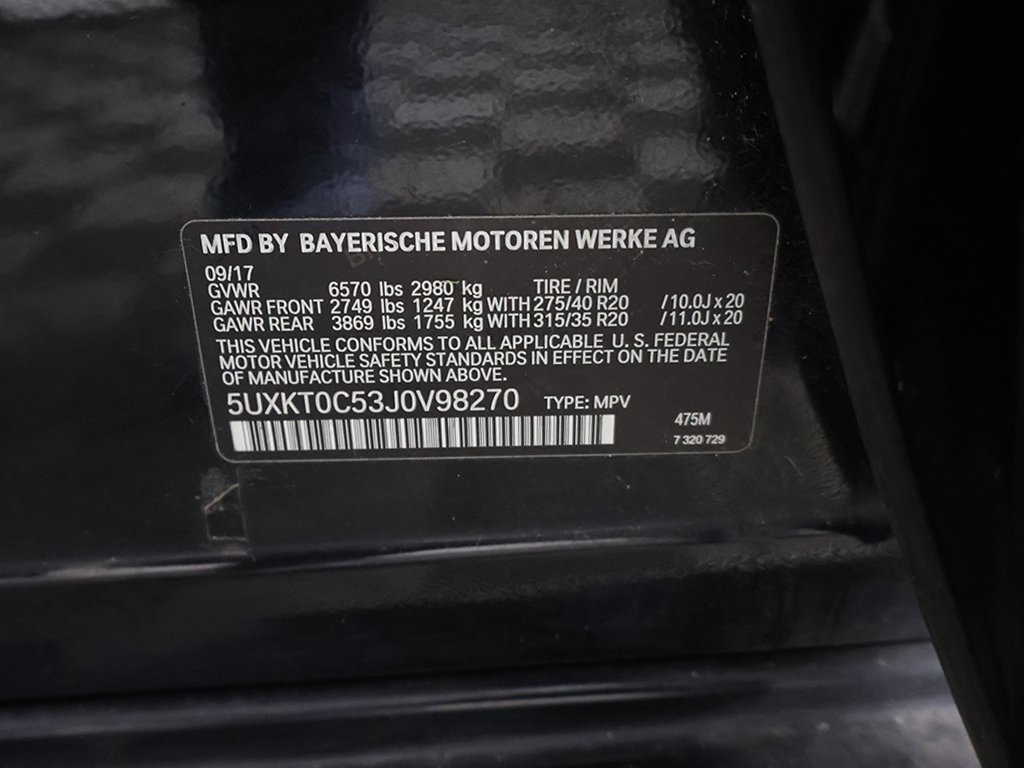 MFD BY BAYERISCHE MOTOREN WERKE AG
09/17
GVWR 6570 lbs 2980 kg TIRE / RIM
GAWR FRONT 2749 lbs 1247 kg WITH 275/40 R20 / 10.0J x 20
GAWR REAR 3869 lbs 1755 kg WITH 315/35 R20 / 11.0J x 20
THIS VEHICLE CONFORMS TO ALL APPLICABLE U. S. FEDERAL
MOTOR VEHICLE SAFETY STANDARDS IN EFFECT ON THE DATE
OF MANUFACTURE SHOWN ABOVE.
5UXKT0C53J0V98270 TYPE: MPV
475M
7 320 729